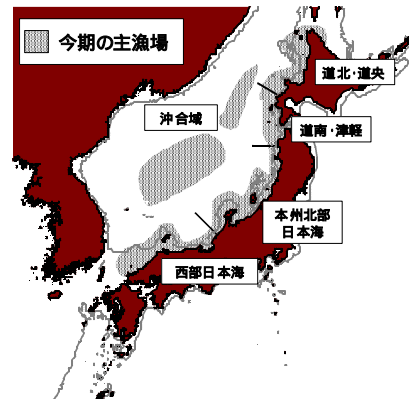 今期の主漁場
道北・道央
沖合域
道南・津軽
本州北部
日本海
西部日本海